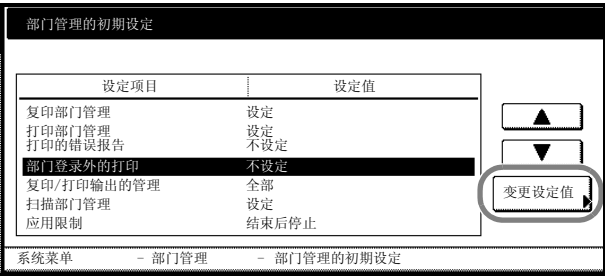 部门管理的初期设定
设定项目 设定值
复印部门管理 设定
打印部门管理 设定
打印的错误报告 不设定
部门登录外的打印 不设定
复印/打印输出的管理 全部
扫描部门管理 设定
应用限制 结束后停止
变更设定值
系统菜单 - 部门管理 - 部门管理的初期设定